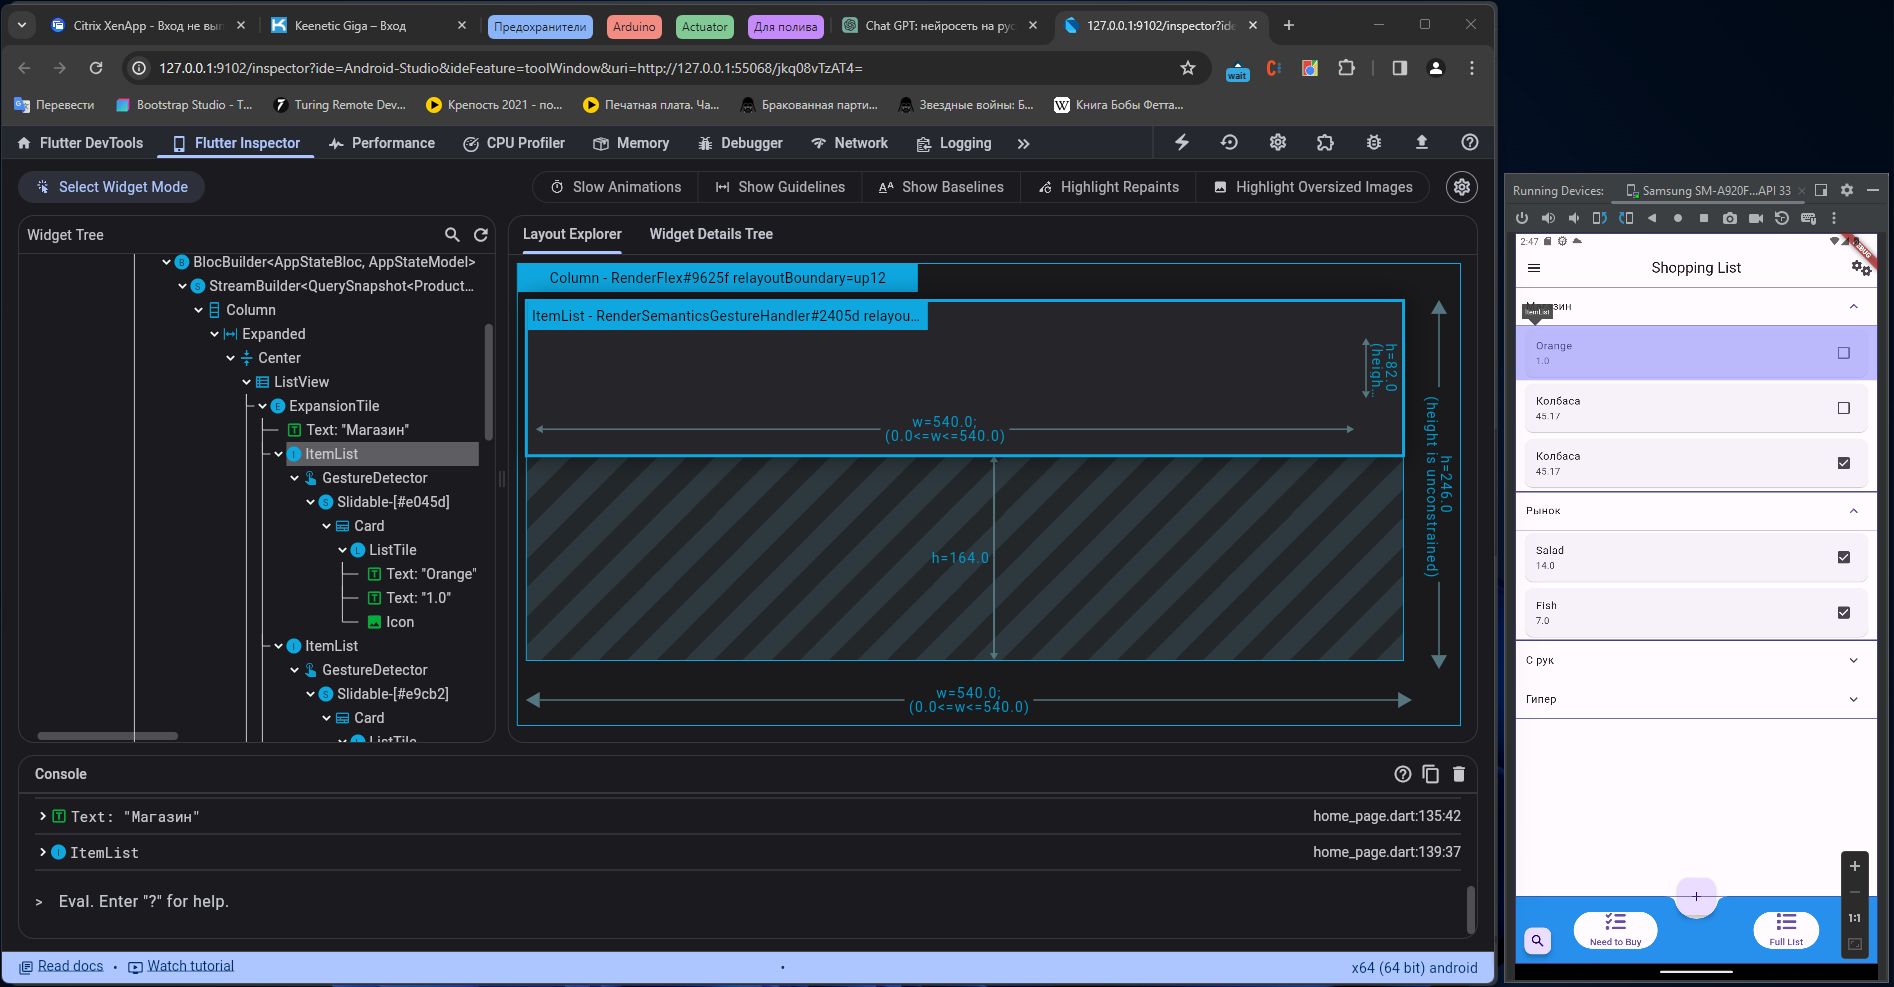 Citrix XenApp - Вход не вып
Keenetic Giga – Вход
Предохранители
Arduino
Actuator
Для полива
Chat GPT: нейросеть на рус
127.0.0.1:9102/inspector?ide
127.0.0.1:9102/inspector?ide=Android-Studio&ideFeature=toolWindow&uri=http://127.0.0.1:55068/jkq08vTzAT4=
wait
Перевести
Bootstrap Studio - T...
Turing Remote Dev...
Крепость 2021 - по...
Печатная плата. Ча...
Бракованная парти...
Звездные войны: Б...
Книга Бобы Фетта...
Flutter DevTools
Flutter Inspector
Performance
CPU Profiler
Memory
Debugger
Network
Logging
Select Widget Mode
Slow Animations
Show Guidelines
Show Baselines
Highlight Repaints
Highlight Oversized Images
Widget Tree
BlocBuilder<AppStateBloc, AppStateModel>
StreamBuilder<QuerySnapshot<Product...
Column
Expanded
Center
ListView
ExpansionTile
Text: "Магазин"
ItemList
GestureDetector
Slidable-[#e045d]
Card
ListTile
Text: "Orange"
Text: "1.0"
Icon
ItemList
GestureDetector
Slidable-[#e9cb2]
Card
ListTile
Layout Explorer
Widget Details Tree
Column - RenderFlex#9625f relayoutBoundary=up12
ItemList - RenderSemanticsGestureHandler#2405d relayou...
h=82.0
(heigh...
w=540.0;
(0.0<=w<=540.0)
h=164.0
h=246.0
(height is unconstrained)
w=540.0;
(0.0<=w<=540.0)
Console
Text: "Магазин"
home_page.dart:135:42
ItemList
home_page.dart:139:37
> Eval. Enter "?" for help.
Read docs • Watch tutorial
•
x64 (64 bit) android
Running Devices:
Samsung SM-A920F...API 33
2:47
Shopping List
ItemList
Orange
1.0
Колбаса
45.17
Колбаса
45.17
Рынок
Salad
14.0
Fish
7.0
С рук
Гипер
Need to Buy
Full List
1:1